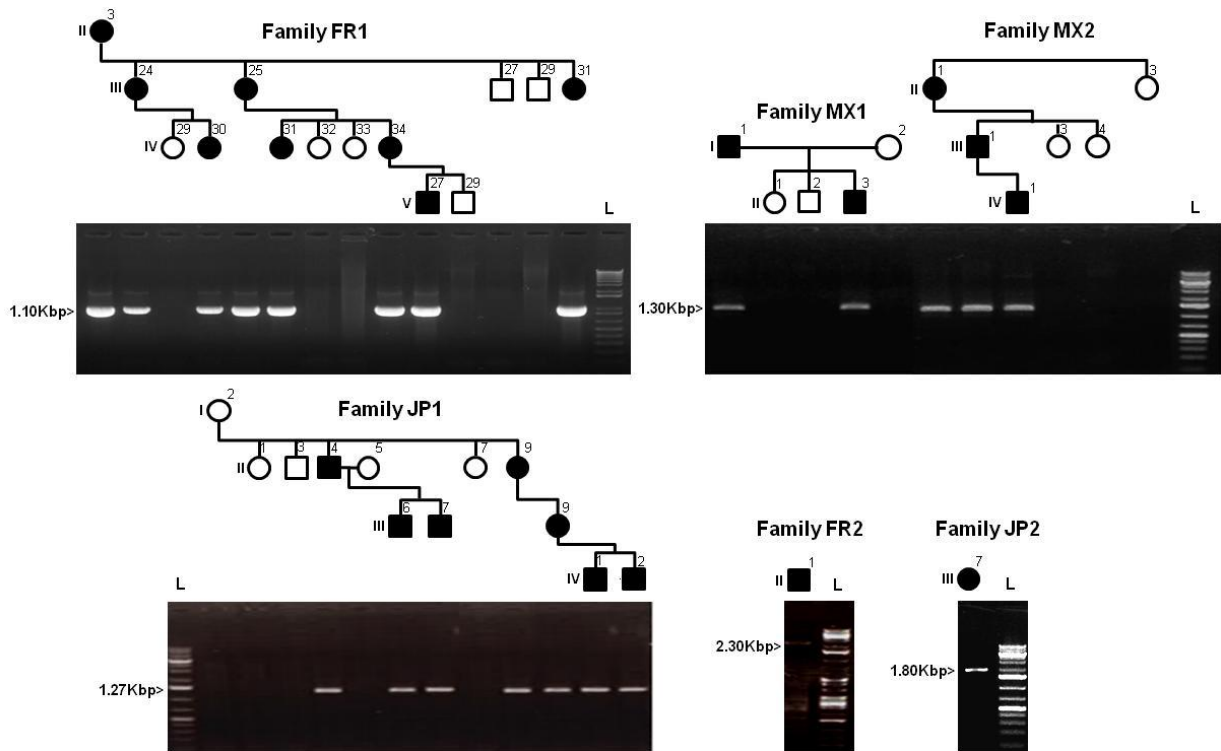 Family FR1
II 3
III 24 25 27 29 31
IV 29 30 31 32 33 34
V 27 29
L
1.10Kbp>
Family MX1
I 1 2
II 1 2 3
Family MX2
II 1 3
III 1 3 4
IV 1
L
1.30Kbp>
Family JP1
I 2
II 1 3 4 5 7 9
III 6 7 9
IV 1 2
L
1.27Kbp>
Family FR2
II 1 L
2.30Kbp>
Family JP2
III 7 L
1.80Kbp>